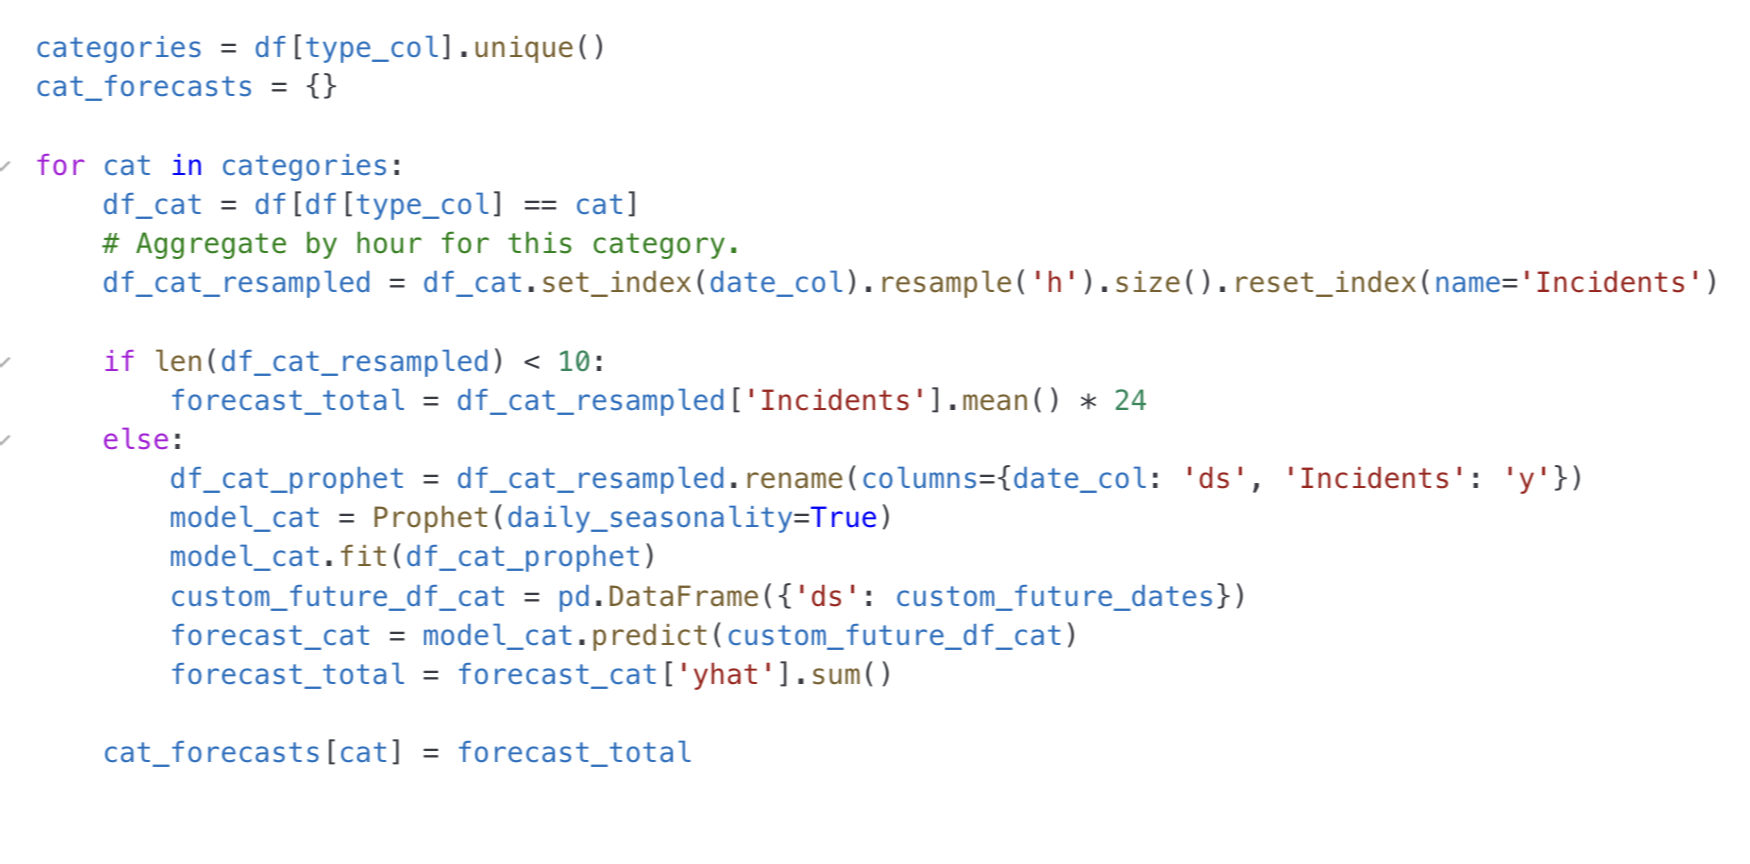 categories = df[type_col].unique()
cat_forecasts = {}
for cat in categories:
    df_cat = df[df[type_col] == cat]
    # Aggregate by hour for this category.
    df_cat_resampled = df_cat.set_index(date_col).resample('h').size().reset_index(name='Incidents')
    if len(df_cat_resampled) < 10:
        forecast_total = df_cat_resampled['Incidents'].mean() * 24
    else:
        df_cat_prophet = df_cat_resampled.rename(columns={date_col: 'ds', 'Incidents': 'y'})
        model_cat = Prophet(daily_seasonality=True)
        model_cat.fit(df_cat_prophet)
        custom_future_df_cat = pd.DataFrame({'ds': custom_future_dates})
        forecast_cat = model_cat.predict(custom_future_df_cat)
        forecast_total = forecast_cat['yhat'].sum()
    cat_forecasts[cat] = forecast_total